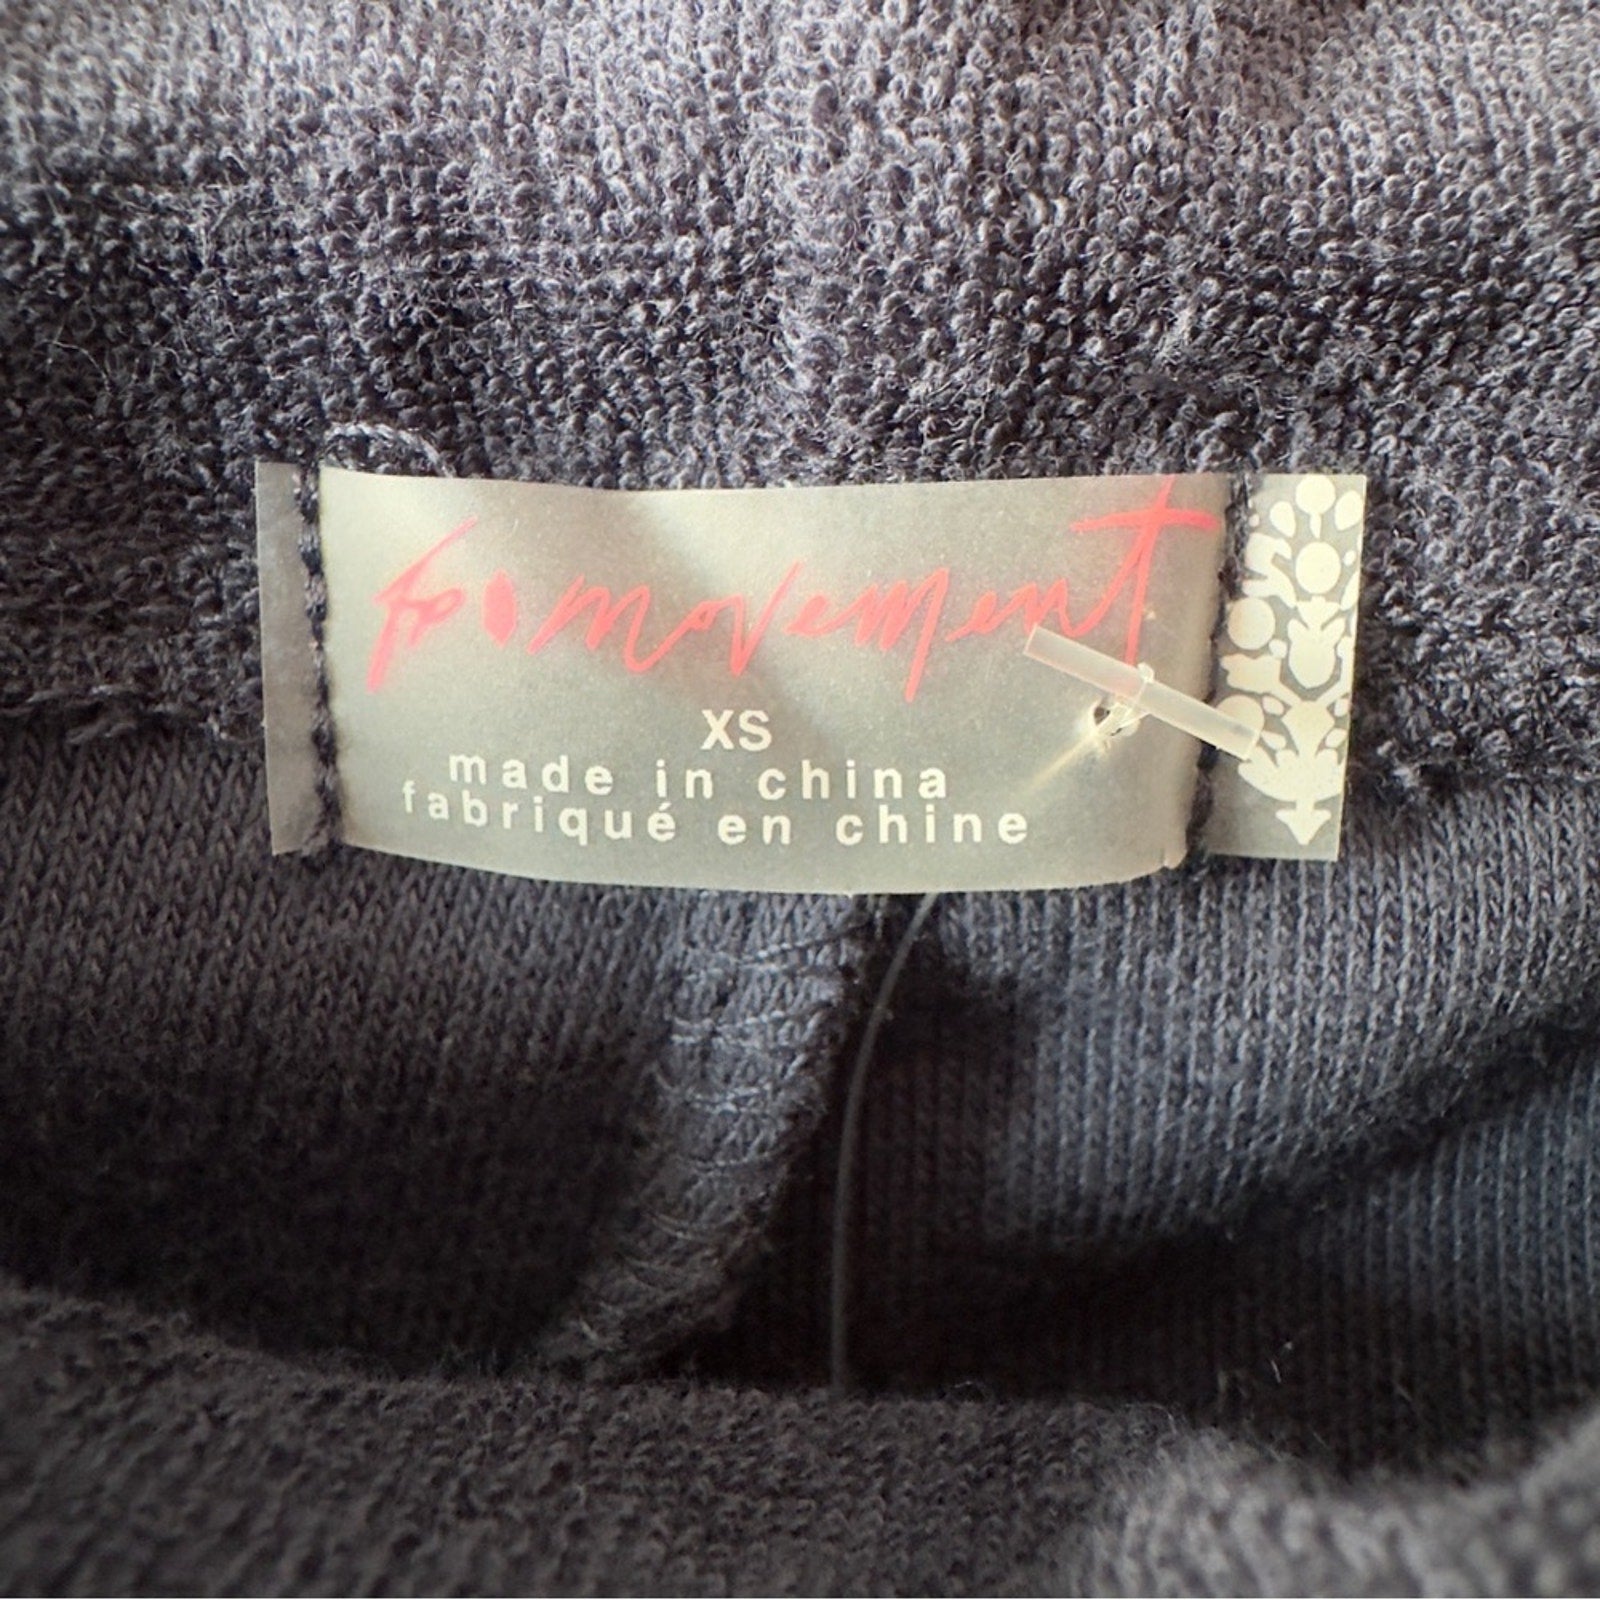 fp movement
XS
made in china
fabriqué en chine